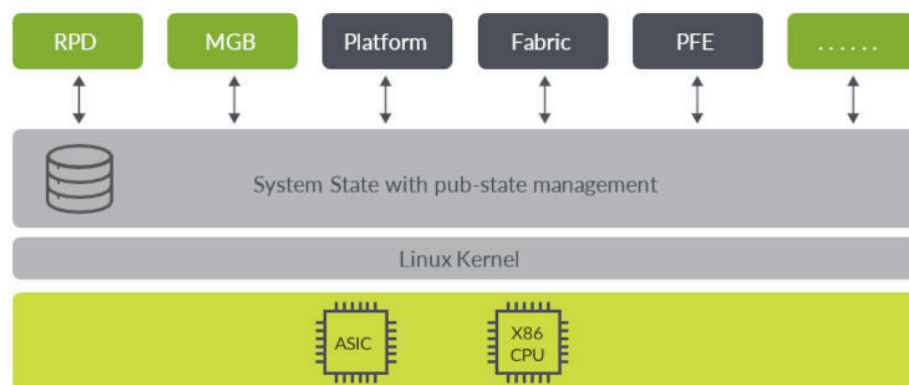 RPD MGB Platform Fabric PFE ......
System State with pub-state management
Linux Kernel
ASIC X86
CPU